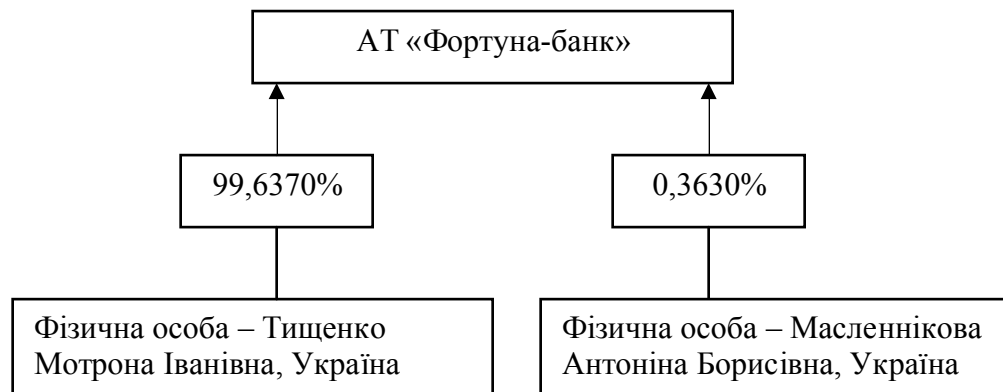 АТ «Фортуна-банк»
99,6370%
0,3630%
Фізична особа – Тищенко
Мотрона Іванівна, Україна
Фізична особа – Масленнікова
Антоніна Борисівна, Україна